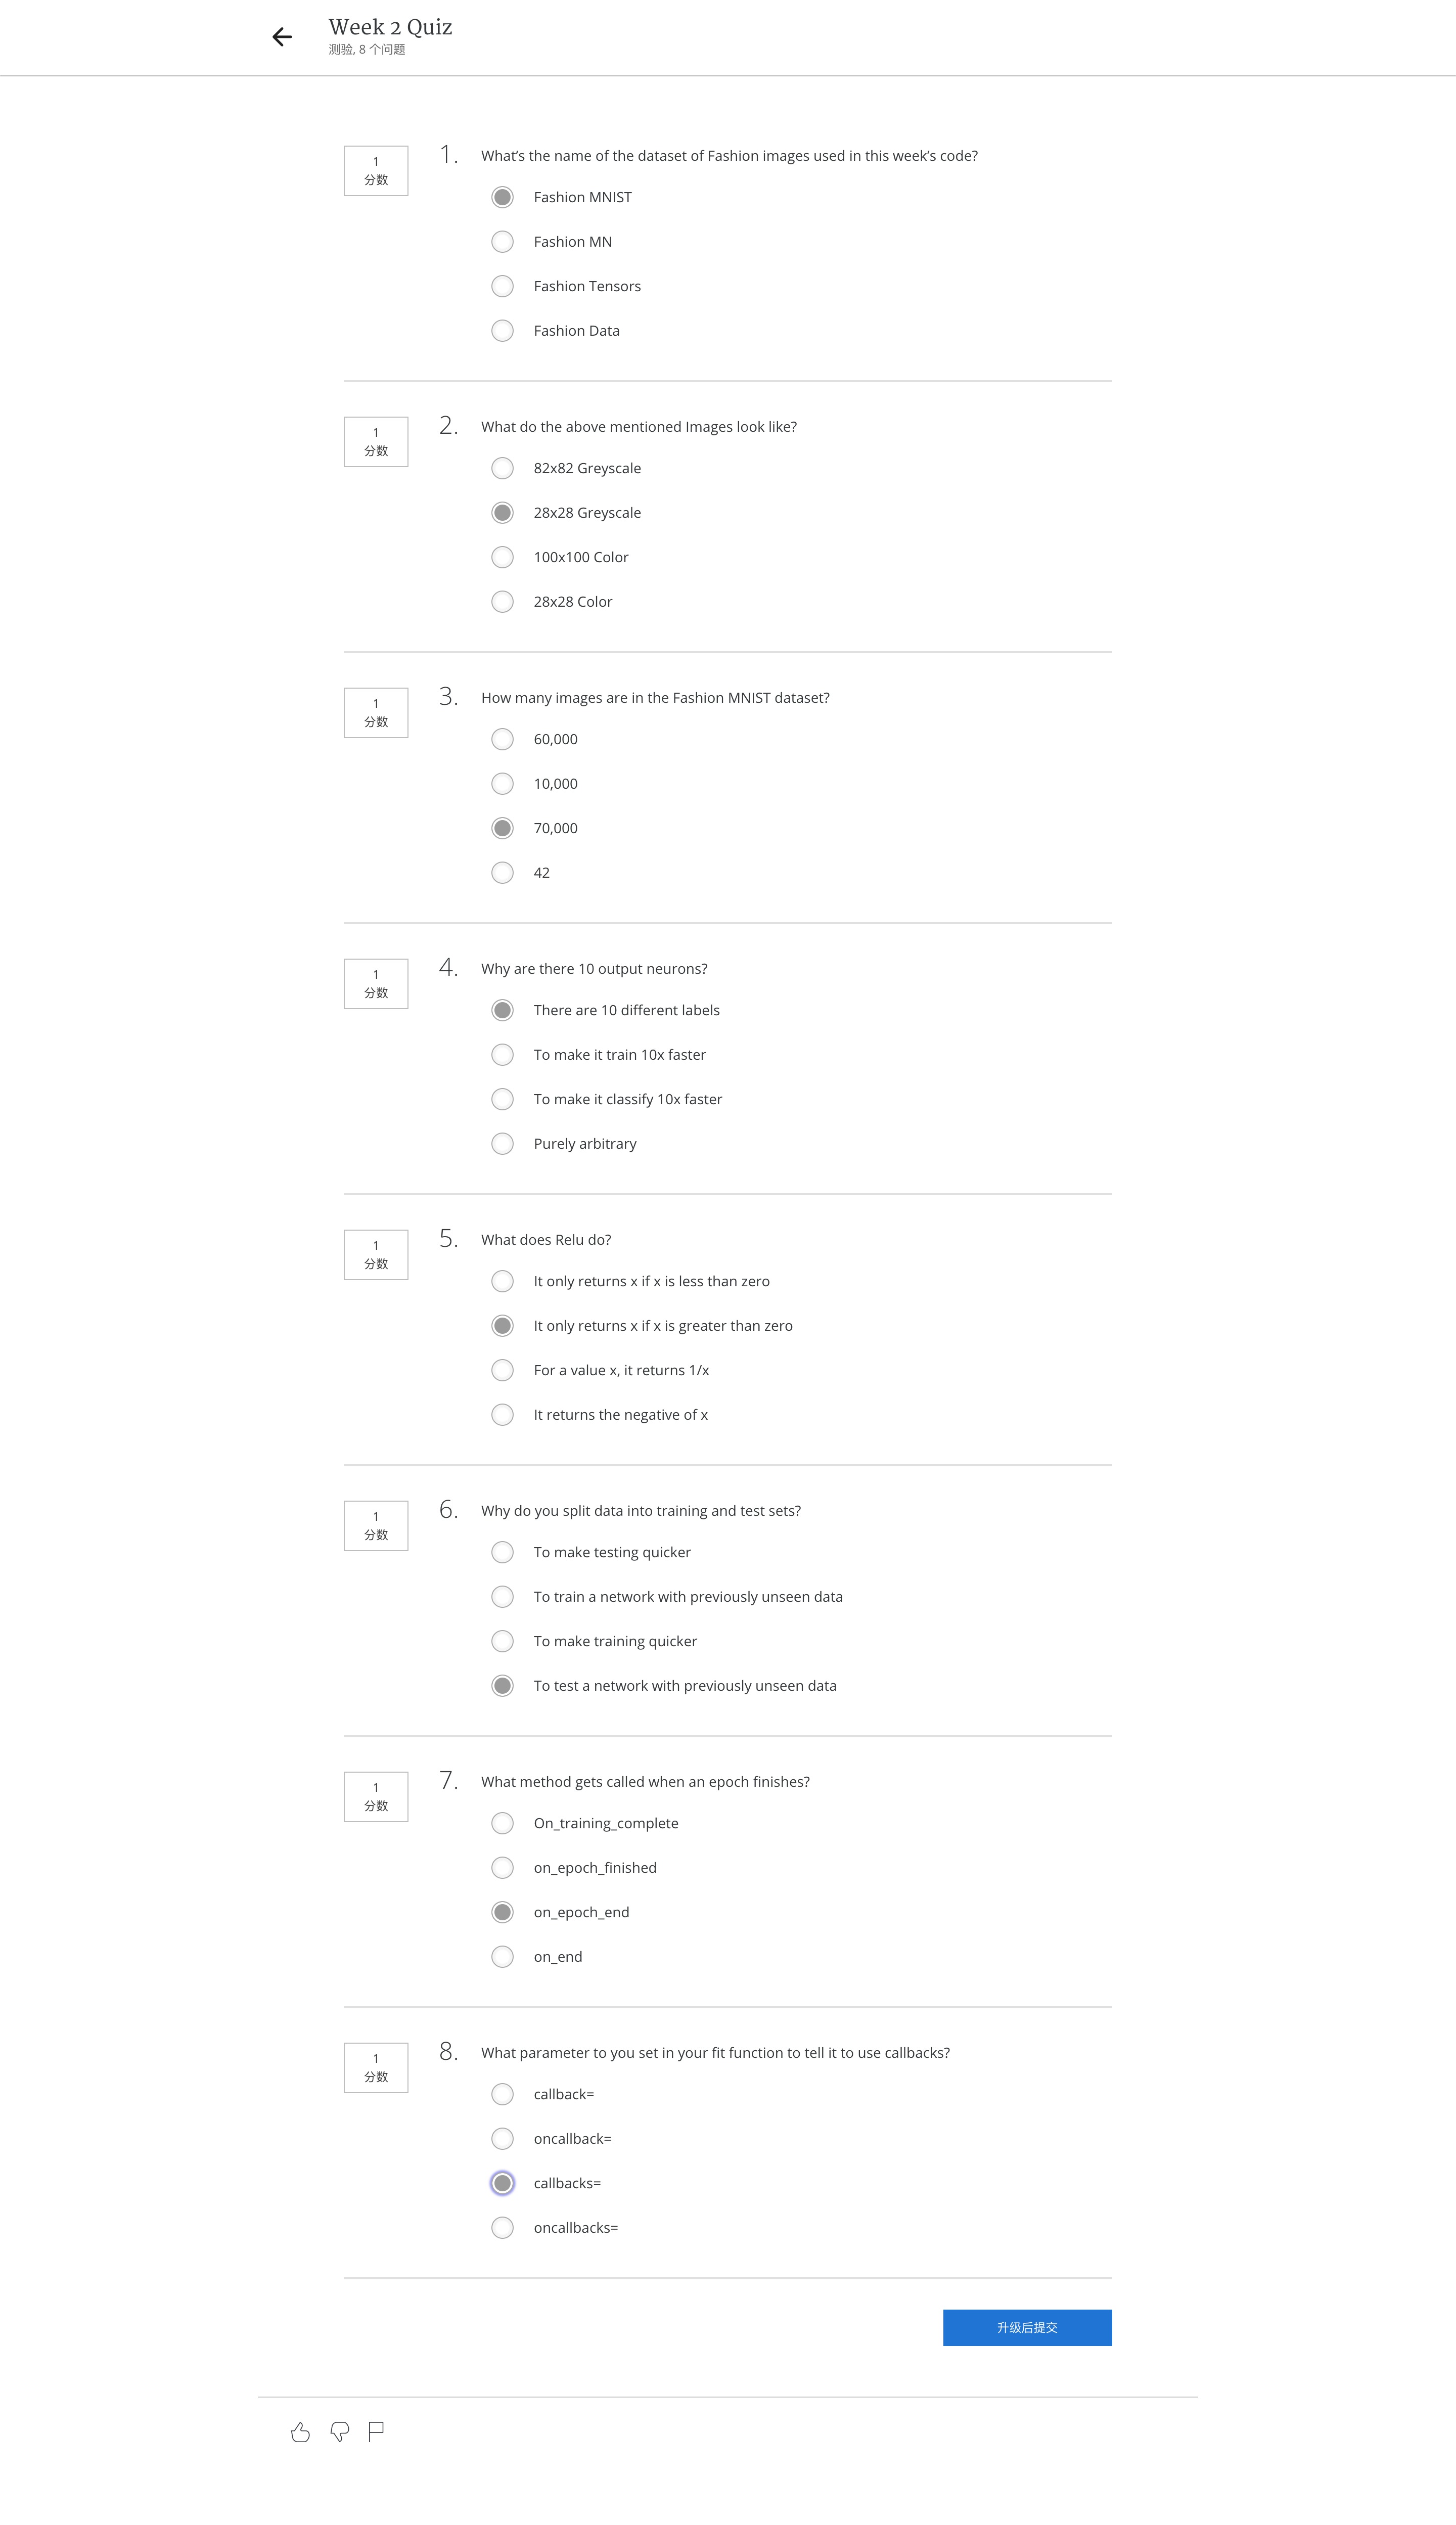 Week 2 Quiz
测验, 8 个问题
1
分数
1.
What’s the name of the dataset of Fashion images used in this week’s code?
Fashion MNIST
Fashion MN
Fashion Tensors
Fashion Data
1
分数
2.
What do the above mentioned Images look like?
82x82 Greyscale
28x28 Greyscale
100x100 Color
28x28 Color
1
分数
3.
How many images are in the Fashion MNIST dataset?
60,000
10,000
70,000
42
1
分数
4.
Why are there 10 output neurons?
There are 10 different labels
To make it train 10x faster
To make it classify 10x faster
Purely arbitrary
1
分数
5.
What does Relu do?
It only returns x if x is less than zero
It only returns x if x is greater than zero
For a value x, it returns 1/x
It returns the negative of x
1
分数
6.
Why do you split data into training and test sets?
To make testing quicker
To train a network with previously unseen data
To make training quicker
To test a network with previously unseen data
1
分数
7.
What method gets called when an epoch finishes?
On_training_complete
on_epoch_finished
on_epoch_end
on_end
1
分数
8.
What parameter to you set in your fit function to tell it to use callbacks?
callback=
oncallback=
callbacks=
oncallbacks=
升级后提交